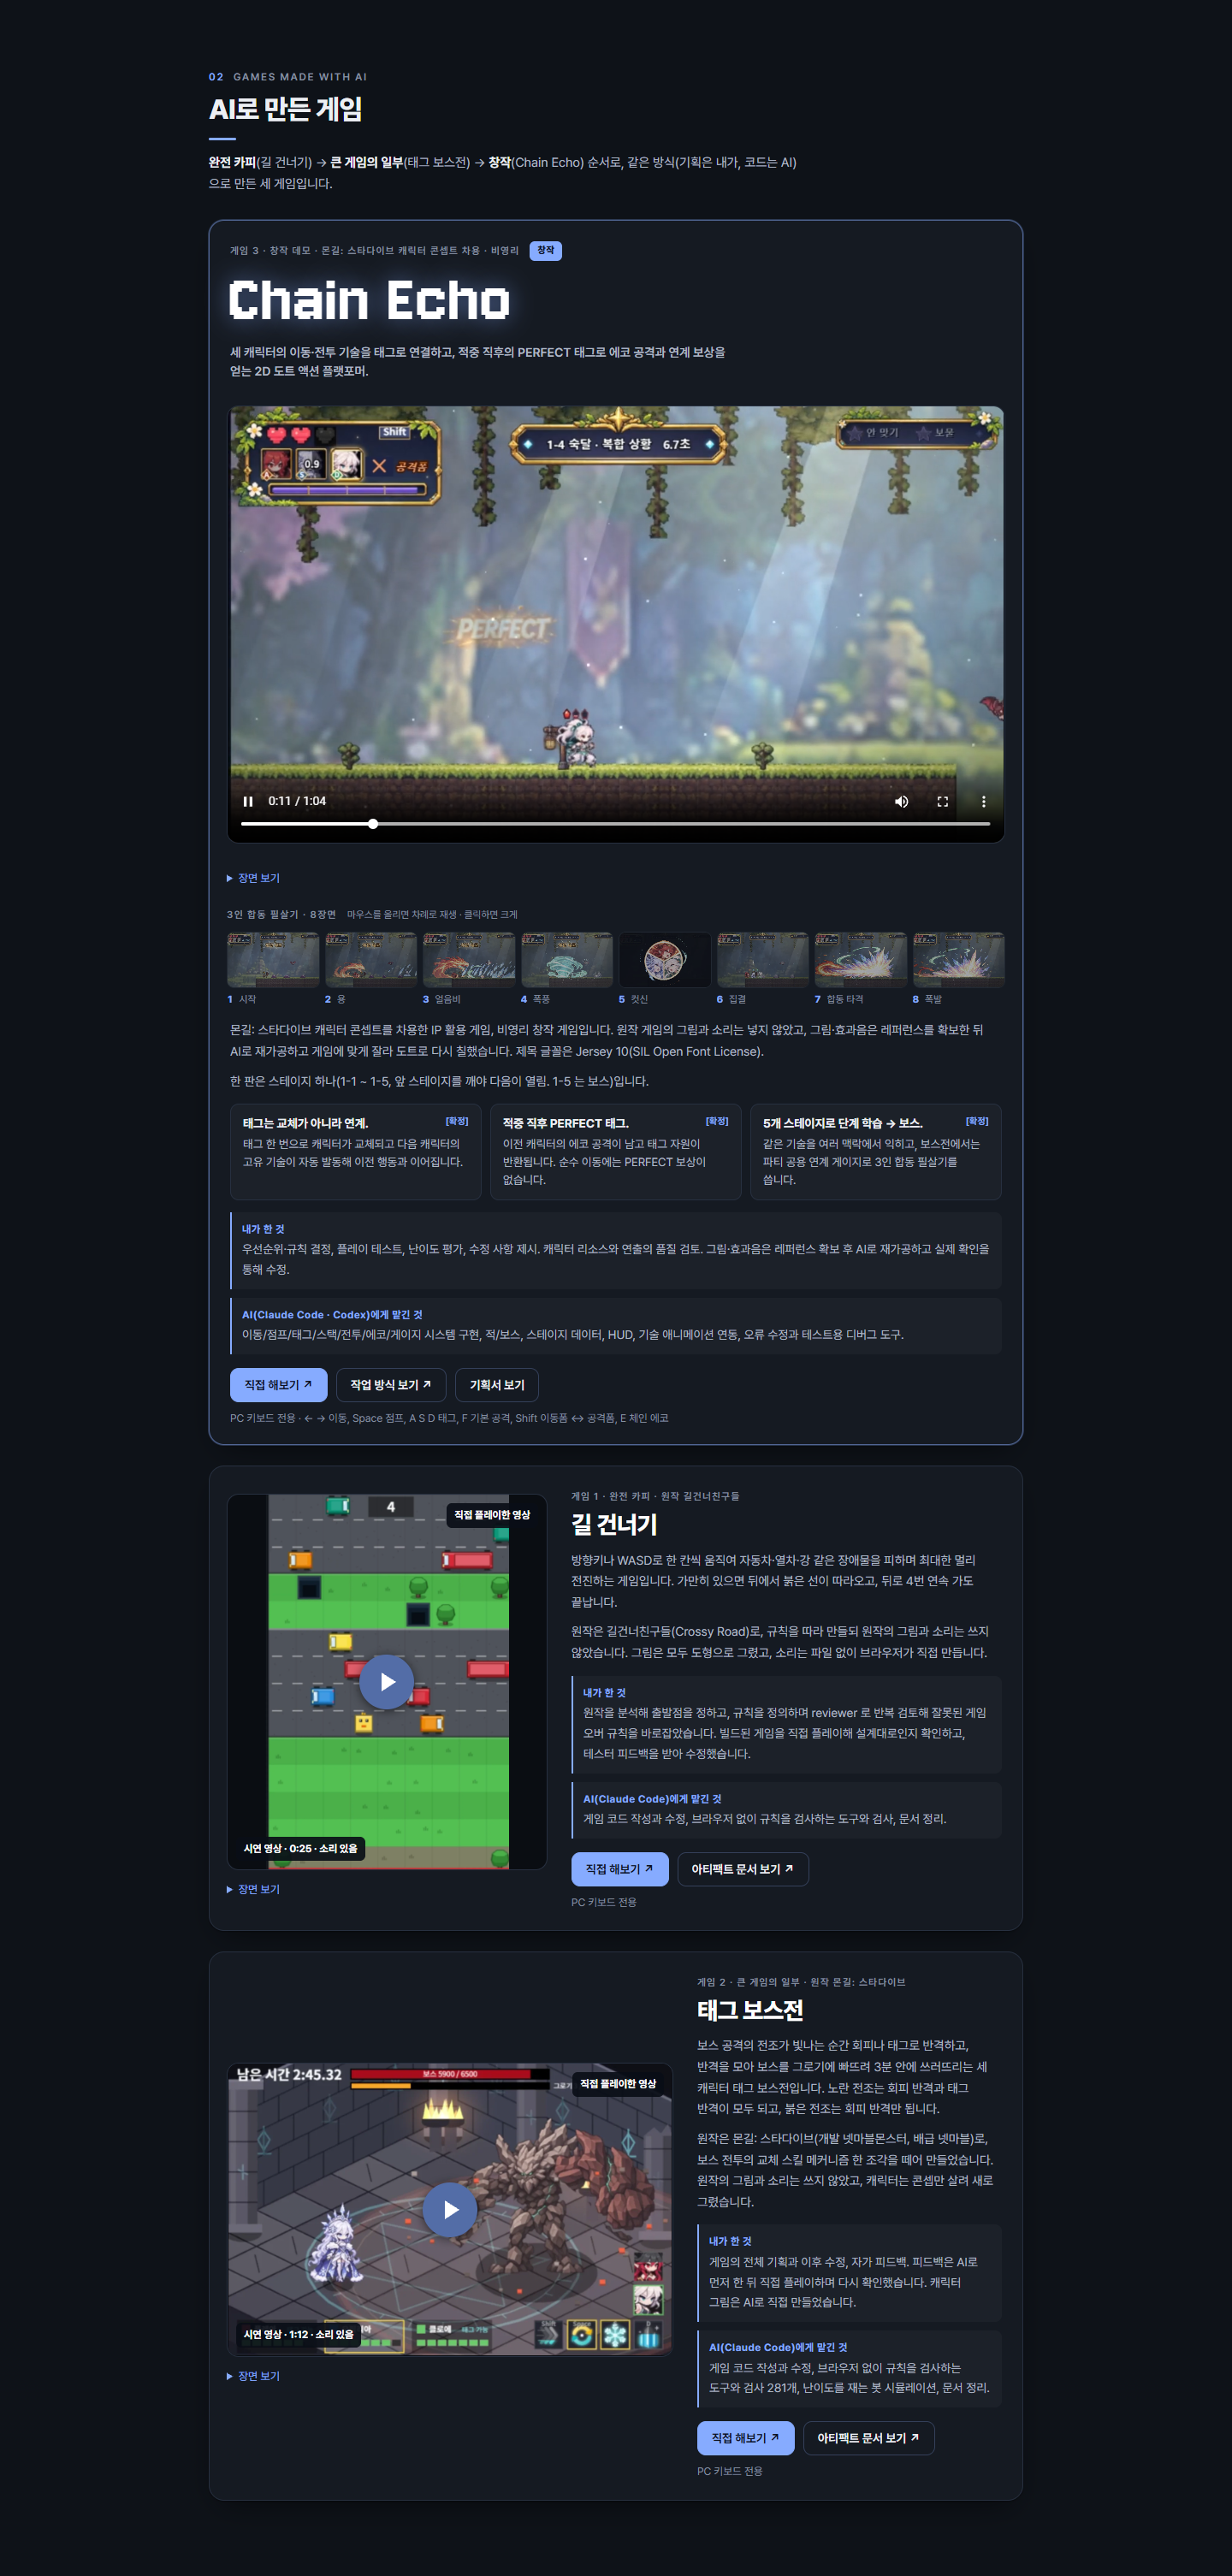 02 GAMES MADE WITH AI
AI로 만든 게임
완전 카피(길 건너기) → 큰 게임의 일부(태그 보스전) → 창작(Chain Echo) 순서로, 같은 방식(기획은 내가, 코드는 AI)
으로 만든 세 게임입니다.
게임 3 · 창작 데모 · 몬길: 스타다이브 캐릭터 콘셉트 차용 · 비영리 창작
Chain Echo
세 캐릭터의 이동·전투 기술을 태그로 연결하고, 적중 직후의 PERFECT 태그로 에코 공격과 연계 보상을
얻는 2D 도트 액션 플랫포머.
Shift
0.9
공격폼
1-4 숙달 · 복합 상황 6.7초
안 맞기 보물
PERFECT
0:11 / 1:04
▶ 장면 보기
3인 합동 필살기 · 8장면 마우스를 올리면 차례로 재생 · 클릭하면 크게
1 시작
2 용
3 얼음비
4 폭풍
5 컷신
6 집결
7 합동 타격
8 폭발
몬길: 스타다이브 캐릭터 콘셉트를 차용한 IP 활용 게임, 비영리 창작 게임입니다. 원작 게임의 그림과 소리는 넣지 않았고, 그림·효과음은 레퍼런스를 확보한 뒤
AI로 재가공하고 게임에 맞게 잘라 도트로 다시 칠했습니다. 제목 글꼴은 Jersey 10(SIL Open Font License).
한 판은 스테이지 하나(1-1 ~ 1-5, 앞 스테이지를 깨야 다음이 열림. 1-5 는 보스)입니다.
태그는 교체가 아니라 연계. [확정]
태그 한 번으로 캐릭터가 교체되고 다음 캐릭터의
고유 기술이 자동 발동해 이전 행동과 이어집니다.
적중 직후 PERFECT 태그. [확정]
이전 캐릭터의 에코 공격이 남고 태그 자원이
반환됩니다. 순수 이동에는 PERFECT 보상이
없습니다.
5개 스테이지로 단계 학습 → 보스. [확정]
같은 기술을 여러 맥락에서 익히고, 보스전에서는
파티 공용 연계 게이지로 3인 합동 필살기를
씁니다.
내가 한 것
우선순위·규칙 결정, 플레이 테스트, 난이도 평가, 수정 사항 제시. 캐릭터 리소스와 연출의 품질 검토. 그림·효과음은 레퍼런스 확보 후 AI로 재가공하고 실제 확인을
통해 수정.
AI(Claude Code · Codex)에게 맡긴 것
이동/점프/태그/스택/전투/에코/게이지 시스템 구현, 적/보스, 스테이지 데이터, HUD, 기술 애니메이션 연동, 오류 수정과 테스트용 디버그 도구.
직접 해보기 ↗ 작업 방식 보기 ↗ 기획서 보기
PC 키보드 전용 · ← → 이동, Space 점프, A S D 태그, F 기본 공격, Shift 이동폼 ↔ 공격폼, E 체인 에코
4
직접 플레이한 영상
시연 영상 · 0:25 · 소리 있음
▶ 장면 보기
게임 1 · 완전 카피 · 원작 길건너친구들
길 건너기
방향키나 WASD로 한 칸씩 움직여 자동차·열차·강 같은 장애물을 피하며 최대한 멀리
전진하는 게임입니다. 가만히 있으면 뒤에서 붉은 선이 따라오고, 뒤로 4번 연속 가도
끝납니다.
원작은 길건너친구들(Crossy Road)로, 규칙을 따라 만들되 원작의 그림과 소리는 쓰지
않았습니다. 그림은 모두 도형으로 그렸고, 소리는 파일 없이 브라우저가 직접 만듭니다.
내가 한 것
원작을 분석해 출발점을 정하고, 규칙을 정의하며 reviewer 로 반복 검토해 잘못된 게임
오버 규칙을 바로잡았습니다. 빌드된 게임을 직접 플레이해 설계대로인지 확인하고,
테스터 피드백을 받아 수정했습니다.
AI(Claude Code)에게 맡긴 것
게임 코드 작성과 수정, 브라우저 없이 규칙을 검사하는 도구와 검사, 문서 정리.
직접 해보기 ↗ 아티팩트 문서 보기 ↗
PC 키보드 전용
남은 시간 2:45.32
보스 5900 / 6500
그로기
직접 플레이한 영상
시연 영상 · 1:12 · 소리 있음
클로에
▶ 장면 보기
게임 2 · 큰 게임의 일부 · 원작 몬길: 스타다이브
태그 보스전
보스 공격의 전조가 빛나는 순간 회피나 태그로 반격하고,
반격을 모아 보스를 그로기에 빠뜨려 3분 안에 쓰러뜨리는 세
캐릭터 태그 보스전입니다. 노란 전조는 회피 반격과 태그
반격이 모두 되고, 붉은 전조는 회피 반격만 됩니다.
원작은 몬길: 스타다이브(개발 넷마블몬스터, 배급 넷마블)로,
보스 전투의 교체 스킬 메커니즘 한 조각을 떼어 만들었습니다.
원작의 그림과 소리는 쓰지 않았고, 캐릭터는 콘셉만 살려 새로
그렸습니다.
내가 한 것
게임의 전체 기획과 이후 수정, 자가 피드백. 피드백은 AI로
먼저 한 뒤 직접 플레이하며 다시 확인했습니다. 캐릭터
그림은 AI로 직접 만들었습니다.
AI(Claude Code)에게 맡긴 것
게임 코드 작성과 수정, 브라우저 없이 규칙을 검사하는
도구와 검사 281개, 난이도를 재는 봇 시뮬레이션, 문서 정리.
직접 해보기 ↗ 아티팩트 문서 보기 ↗
PC 키보드 전용